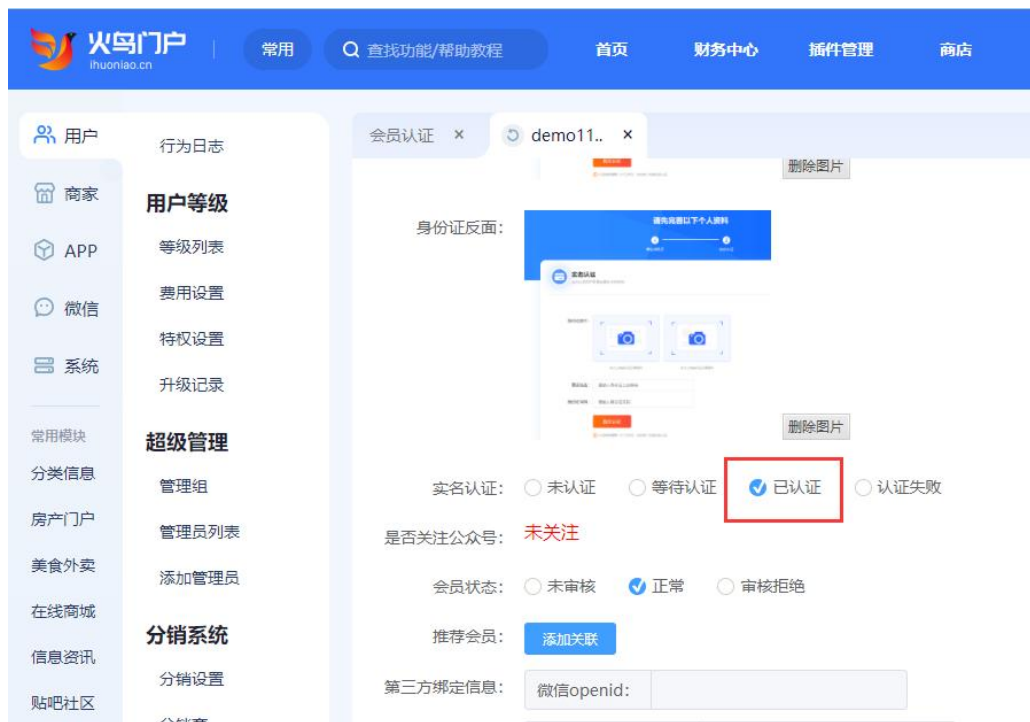 火鸟门户
ihuoniao.cn
常用
查找功能/帮助教程
首页
财务中心
插件管理
商店
用户
商家
APP
微信
系统
常用模块
分类信息
房产门户
美食外卖
在线商城
信息资讯
贴吧社区
行为日志
用户等级
等级列表
费用设置
特权设置
升级记录
超级管理
管理组
管理员列表
添加管理员
分销系统
分销设置
会员认证 ×
demo11.. ×
删除图片
身份证反面：
请先完善以下个人资料
实名认证
删除图片
实名认证： 未认证 等待认证 已认证 认证失败
是否关注公众号： 未关注
会员状态： 未审核 正常 审核拒绝
推荐会员： 添加关联
第三方绑定信息： 微信openid：